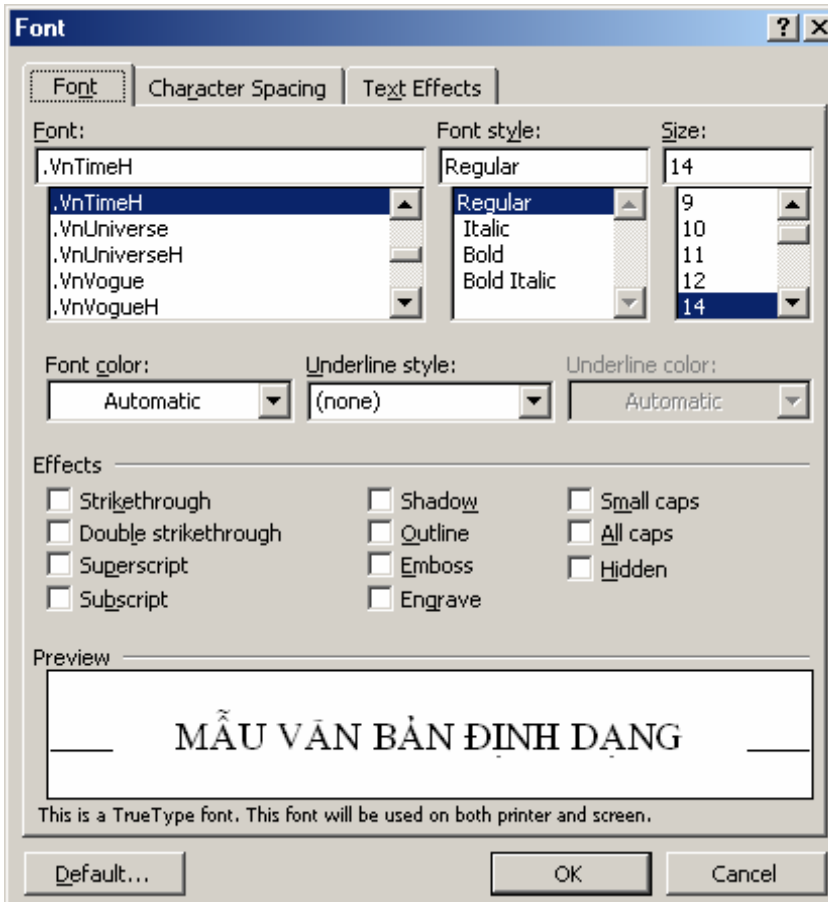 Font
Font Character Spacing Text Effects
Font: Font style: Size:
.VnTimeH Regular 14
.VnTimeH Regular 9
.VnUniverse Italic 10
.VnUniverseH Bold 11
.VnVogue Bold Italic 12
.VnVogueH 14
Font color: Underline style: Underline color:
Automatic (none) Automatic
Effects
Strikethrough Shadow Small caps
Double strikethrough Outline All caps
Superscript Emboss Hidden
Subscript Engrave
Preview
MẪU VĂN BẢN ĐỊNH DẠNG
This is a TrueType font. This font will be used on both printer and screen.
Default... OK Cancel